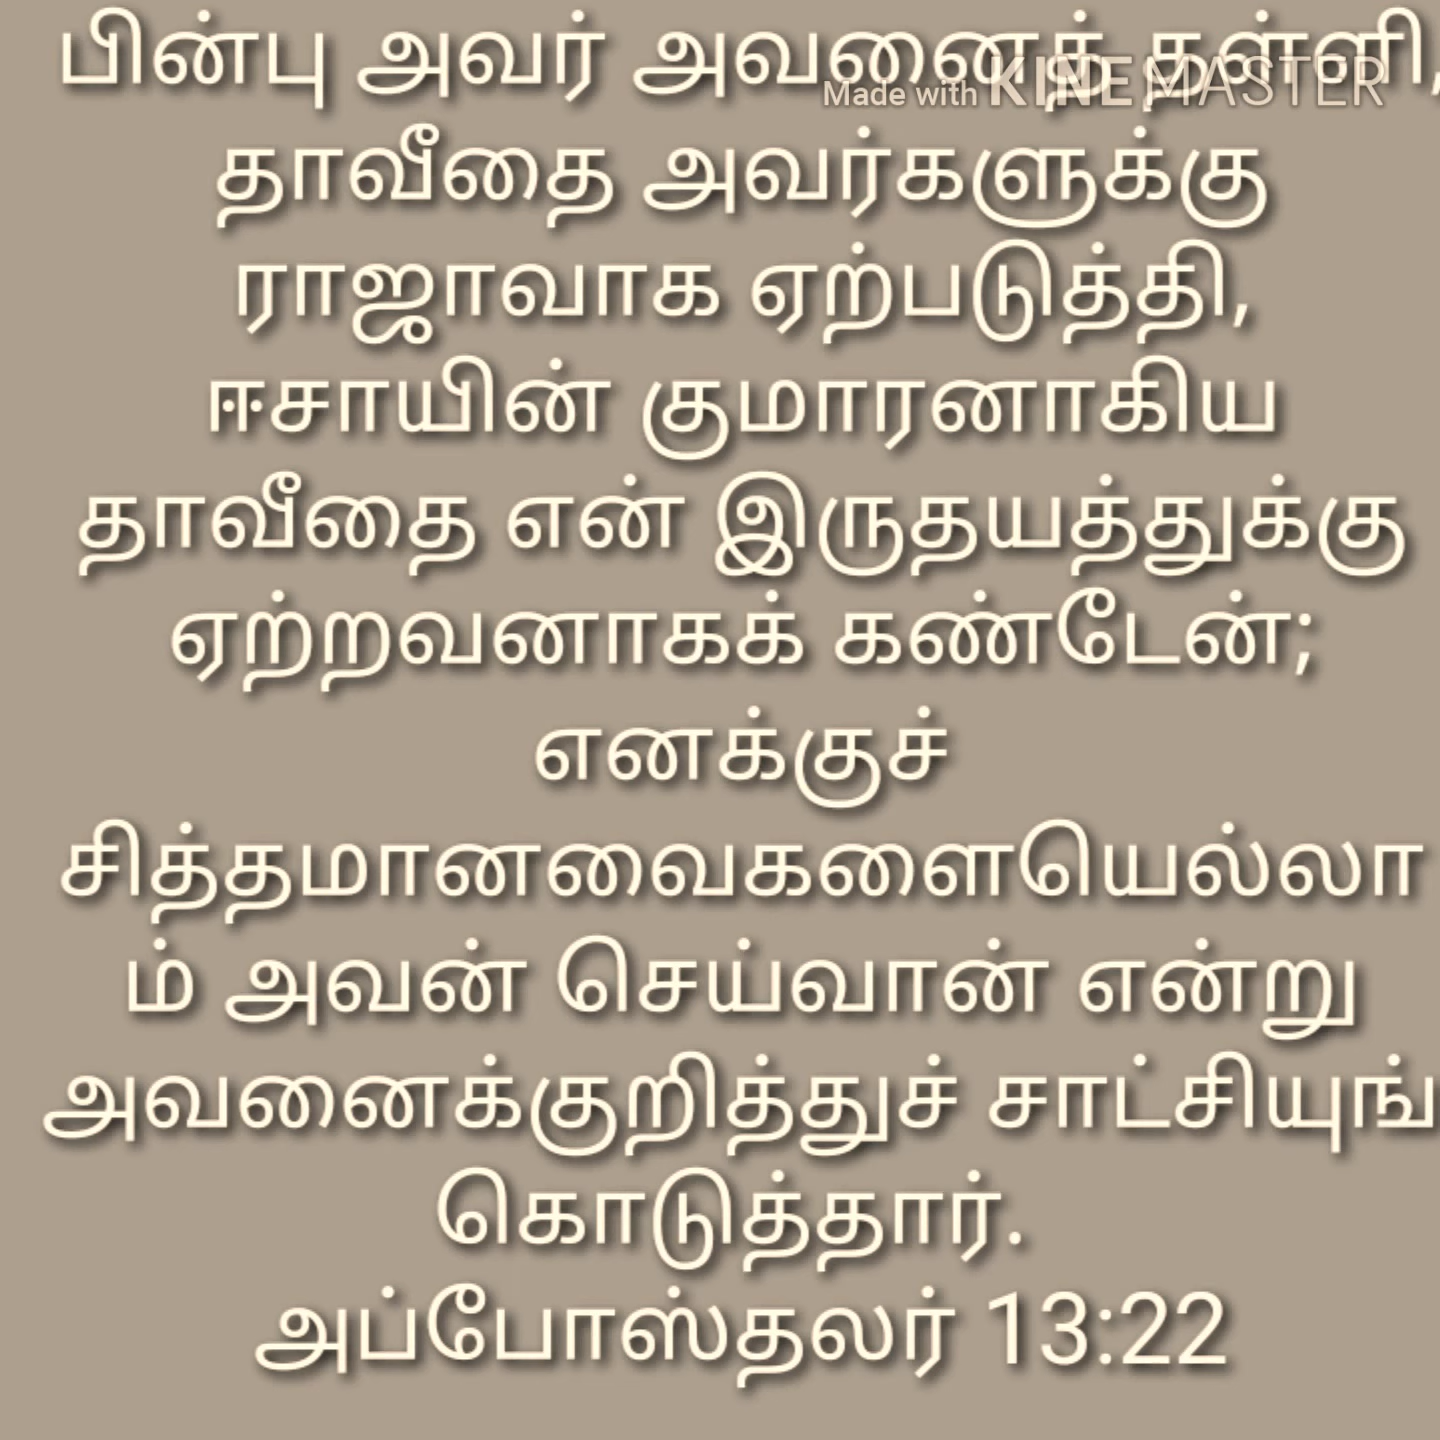 பின்பு அவர் அவனைத் தள்ளி,
Made with KINEMASTER
தாவீதை அவர்களுக்கு
ராஜாவாக ஏற்படுத்தி,
ஈசாயின் குமாரனாகிய
தாவீதை என் இருதயத்துக்கு
ஏற்றவனாகக் கண்டேன்;
எனக்குச்
சித்தமானவைகளையெல்லா
ம் அவன் செய்வான் என்று
அவனைக்குறித்துச் சாட்சியுங்
கொடுத்தார்.
அப்போஸ்தலர் 13:22